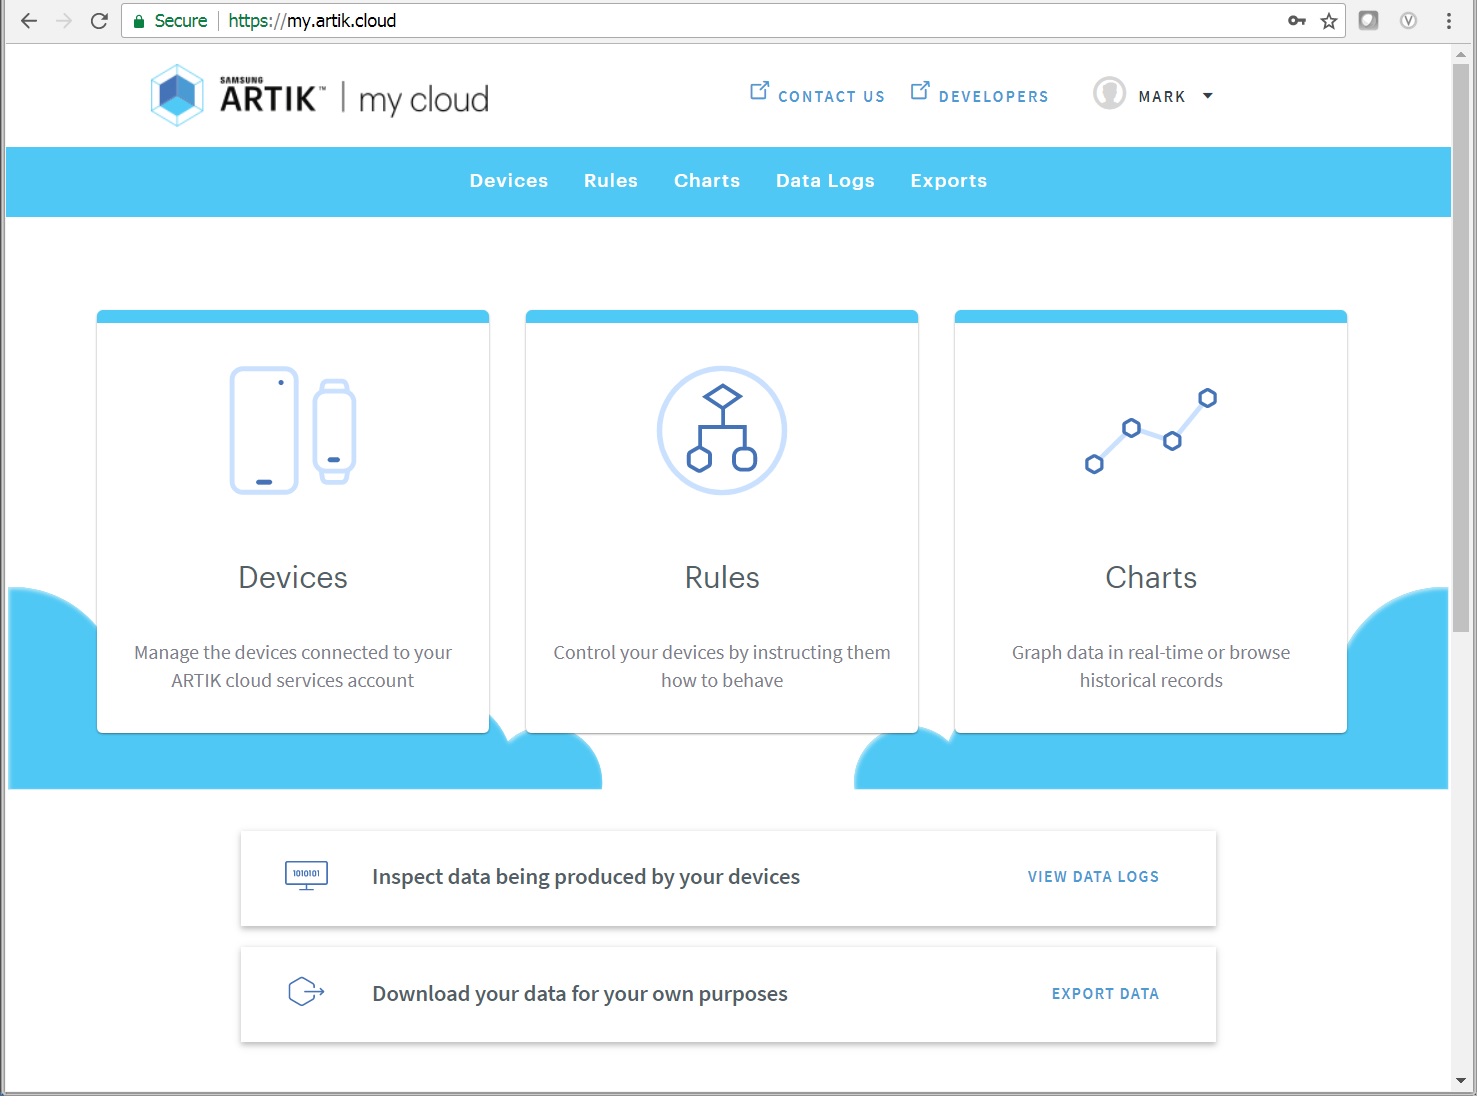 Secure https://my.artik.cloud
SAMSUNG
ARTIK™ | my cloud
CONTACT US
DEVELOPERS
MARK
Devices Rules Charts Data Logs Exports
Devices
Manage the devices connected to your
ARTIK cloud services account
Rules
Control your devices by instructing them
how to behave
Charts
Graph data in real-time or browse
historical records
1010101
Inspect data being produced by your devices
VIEW DATA LOGS
Download your data for your own purposes
EXPORT DATA